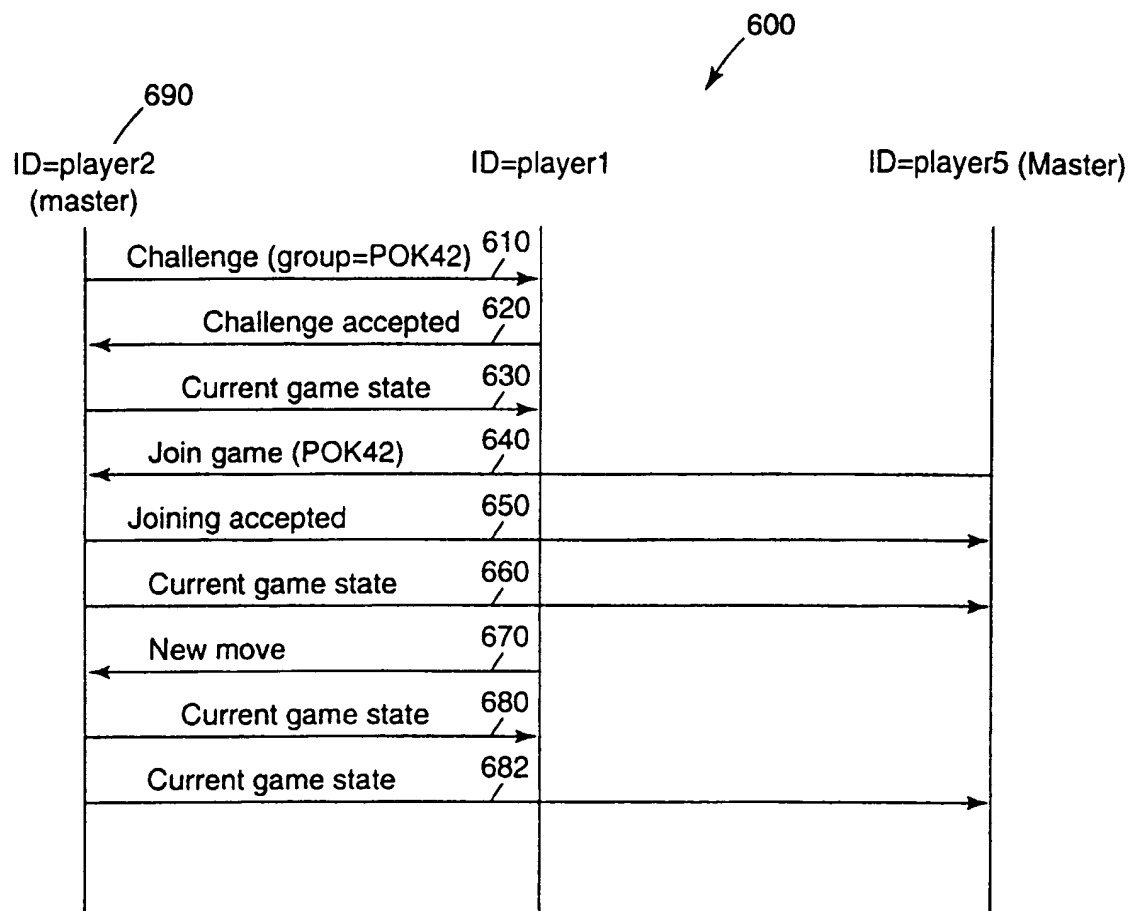 600
690
ID=player2
(master)
ID=player1
ID=player5 (Master)
Challenge (group=POK42) 610
Challenge accepted 620
Current game state 630
Join game (POK42) 640
Joining accepted 650
Current game state 660
New move 670
Current game state 680
Current game state 682